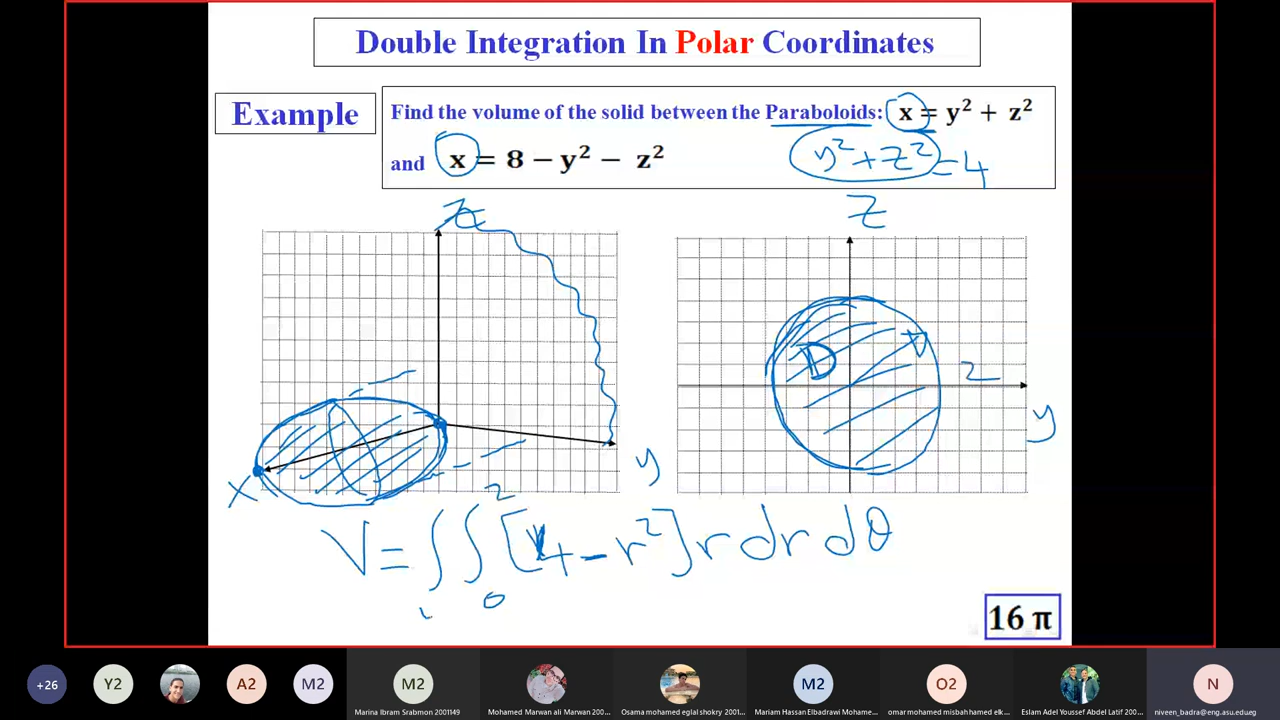 Double Integration In Polar Coordinates
Example
Find the volume of the solid between the Paraboloids: x = y² + z²
and x = 8 − y² − z²
y² + z² = 4
z
y
x
z
D
2
y
V = ∫ ∫ [4 − r²] r dr dθ
2
0
16 π
+26
Y2
A2
M2
M2
M2
O2
N
Marina Ibram Srabmon 2001149
Mohamed Marwan ali Marwan 200...
Osama mohamed eglal shokry 2001...
Mariam Hassan Elbadrawi Mohame...
omar mohamed misbah hamed elk...
Eslam Adel Youssef Abdel Latif 200...
niveen_badra@eng.asu.edueg